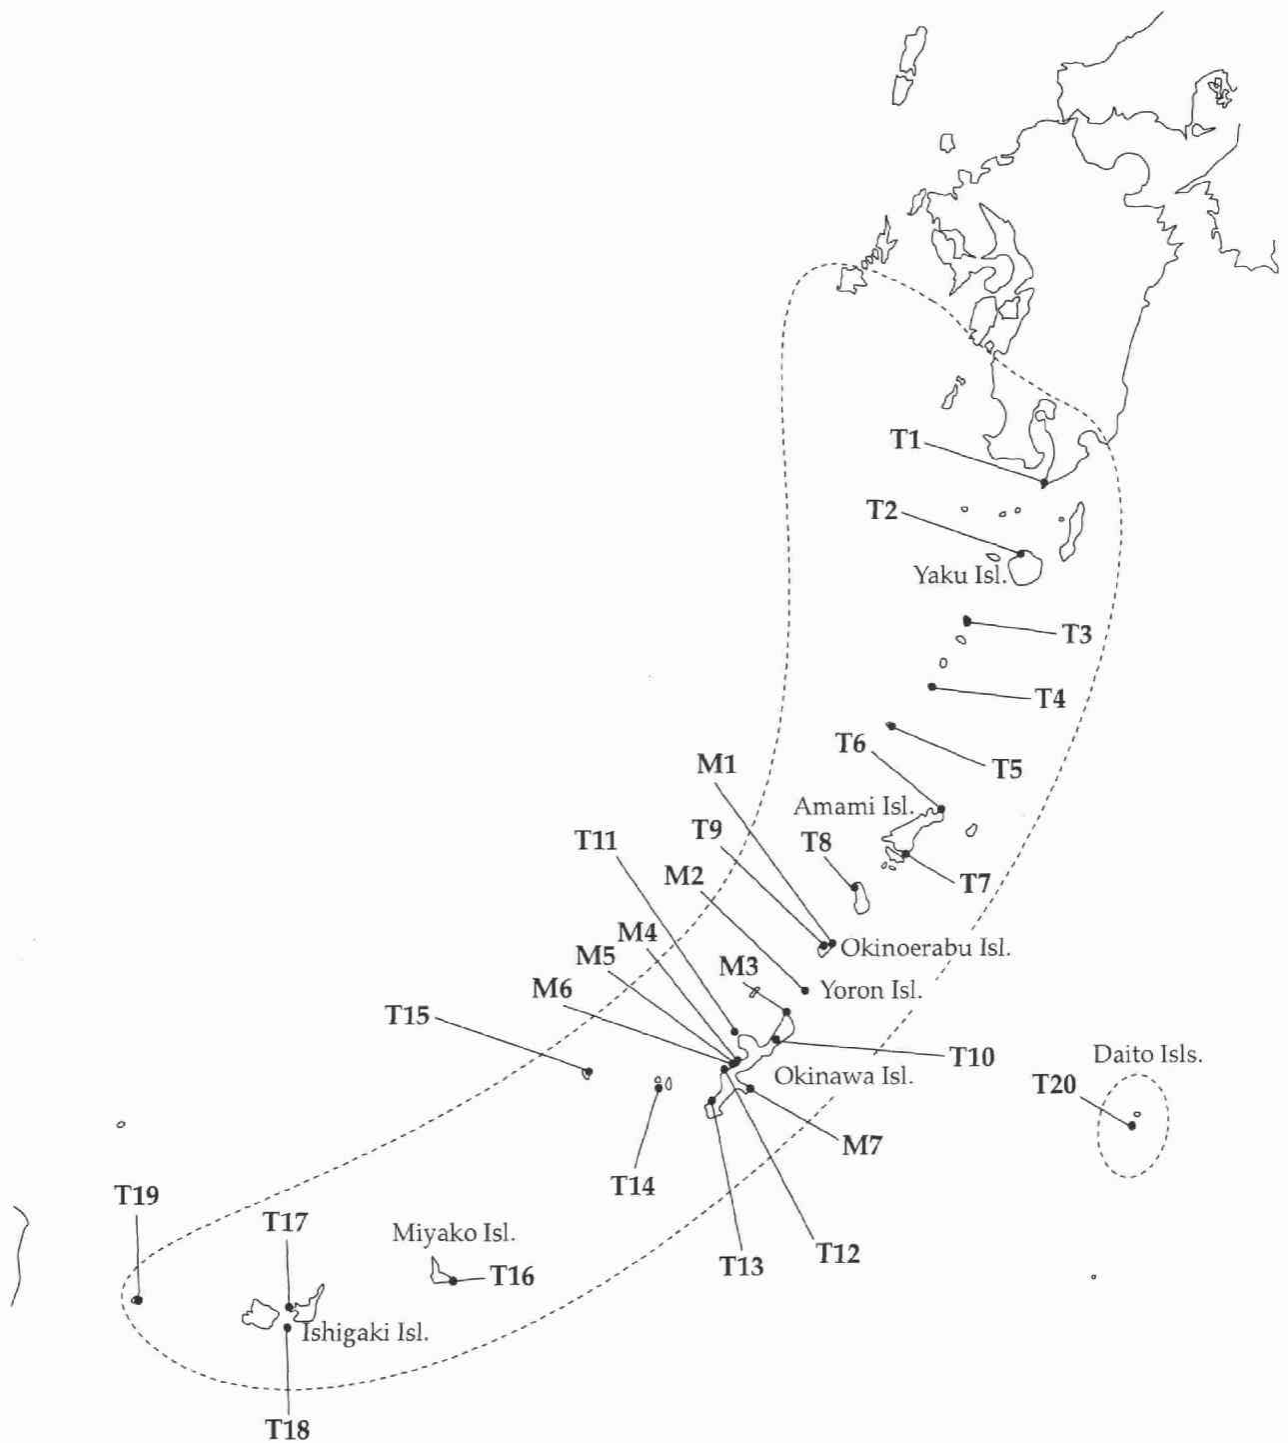 T1
T2
Yaku Isl.
T3
T4
T6
M1
T5
Amami Isl.
T9
T11
T8
M2
T7
M4
Okinoerabu Isl.
M5
M3
M6
Yoron Isl.
T15
T10
Daito Isls.
Okinawa Isl.
T20
M7
T14
T19
T17
Miyako Isl.
T12
T13
T16
Ishigaki Isl.
T18